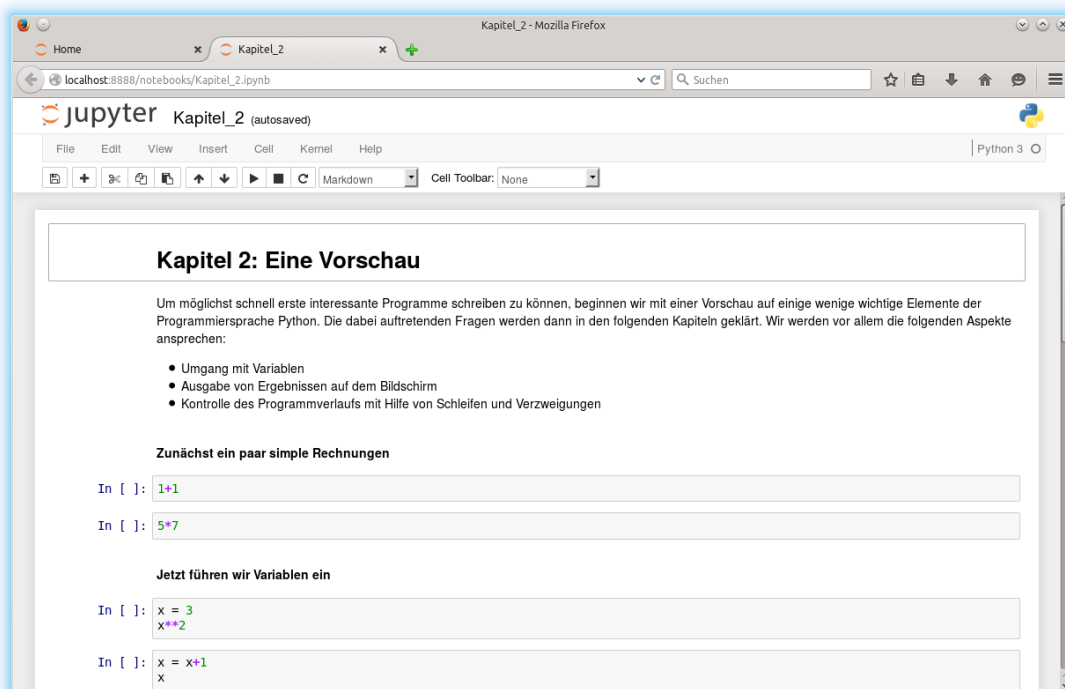 Kapitel_2 - Mozilla Firefox
Home
Kapitel_2
localhost:8888/notebooks/Kapitel_2.ipynb
Suchen
jupyter Kapitel_2 (autosaved)
File Edit View Insert Cell Kernel Help Python 3
Markdown Cell Toolbar: None
Kapitel 2: Eine Vorschau
Um möglichst schnell erste interessante Programme schreiben zu können, beginnen wir mit einer Vorschau auf einige wenige wichtige Elemente der
Programmiersprache Python. Die dabei auftretenden Fragen werden dann in den folgenden Kapiteln geklärt. Wir werden vor allem die folgenden Aspekte
ansprechen:
● Umgang mit Variablen
● Ausgabe von Ergebnissen auf dem Bildschirm
● Kontrolle des Programmverlaufs mit Hilfe von Schleifen und Verzweigungen
Zunächst ein paar simple Rechnungen
In [ ]: 1+1
In [ ]: 5*7
Jetzt führen wir Variablen ein
In [ ]: x = 3
x**2
In [ ]: x = x+1
x